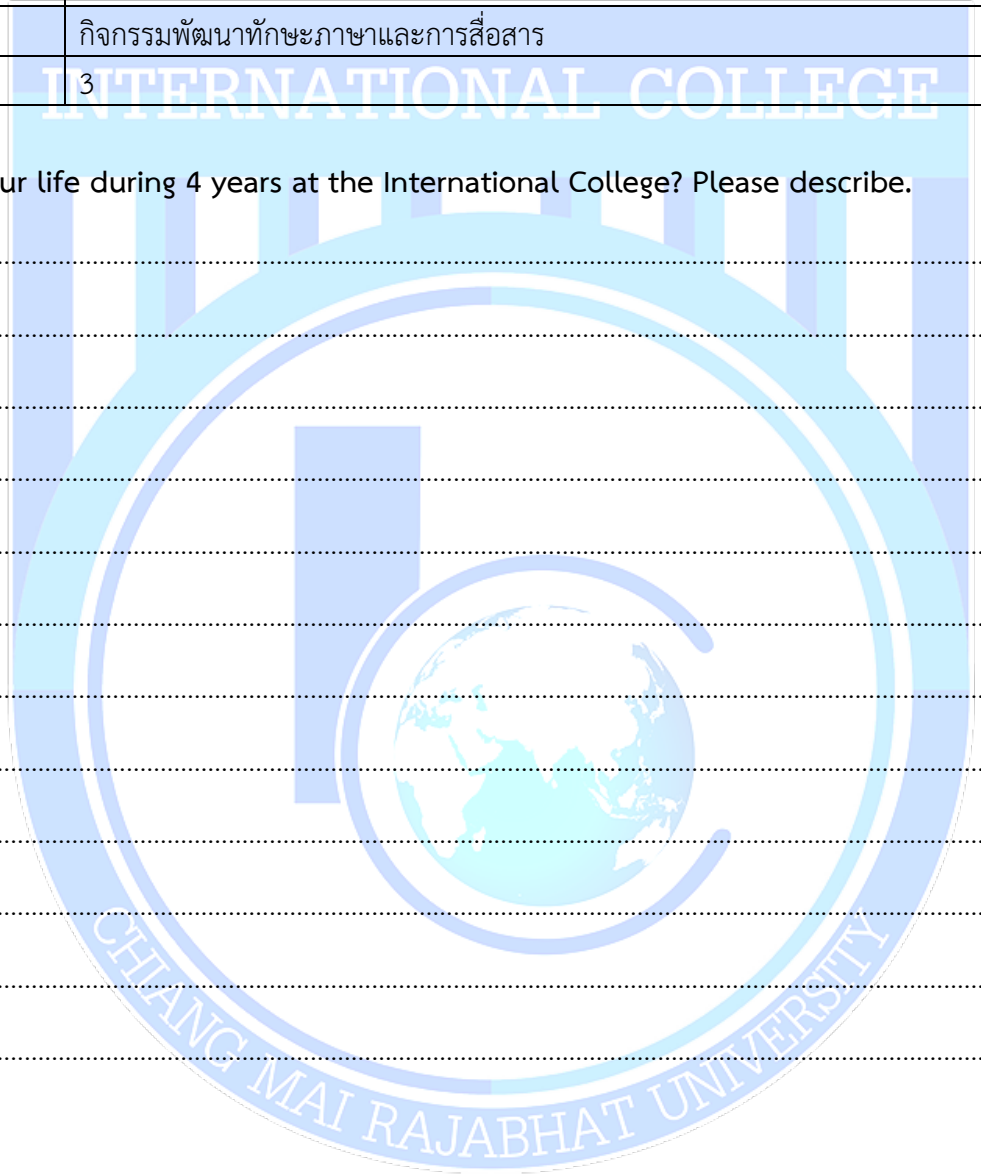 กิจกรรมพัฒนาทักษะภาษาและการสื่อสาร
3
INTERNATIONAL COLLEGE
ur life during 4 years at the International College? Please describe.
CHIANG MAI RAJABHAT UNIVERSITY